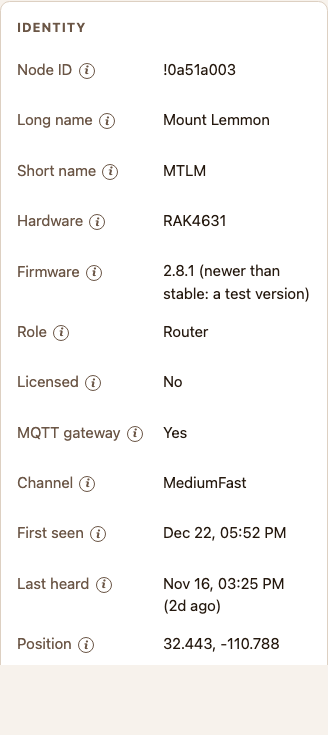 IDENTITY
Node ID !0a51a003
Long name Mount Lemmon
Short name MTLM
Hardware RAK4631
Firmware 2.8.1 (newer than
stable: a test version)
Role Router
Licensed No
MQTT gateway Yes
Channel MediumFast
First seen Dec 22, 05:52 PM
Last heard Nov 16, 03:25 PM
(2d ago)
Position 32.443, -110.788